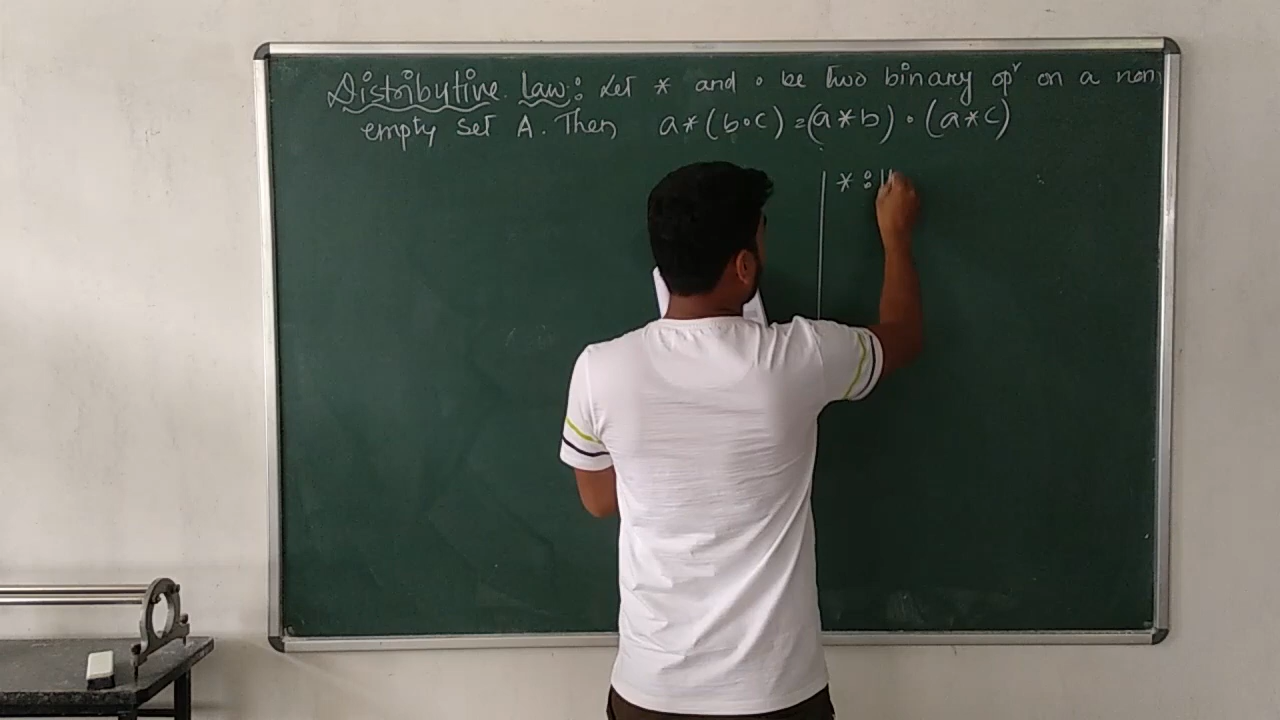 Distributive Law: Let * and ∘ be two binary opʳ on a non
empty set A. Then a*(b∘c)=(a*b)∘(a*c)
* :